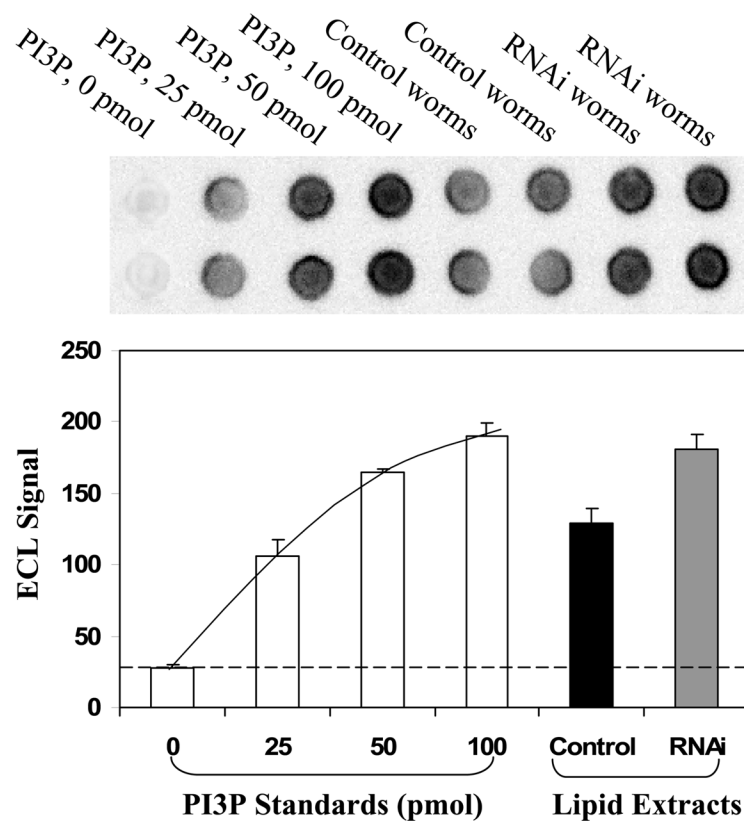 PI3P, 0 pmol
PI3P, 25 pmol
PI3P, 50 pmol
PI3P, 100 pmol
Control worms
Control worms
RNAi worms
RNAi worms
250
200
150
100
50
0
ECL Signal
0 25 50 100 Control RNAi
PI3P Standards (pmol) Lipid Extracts